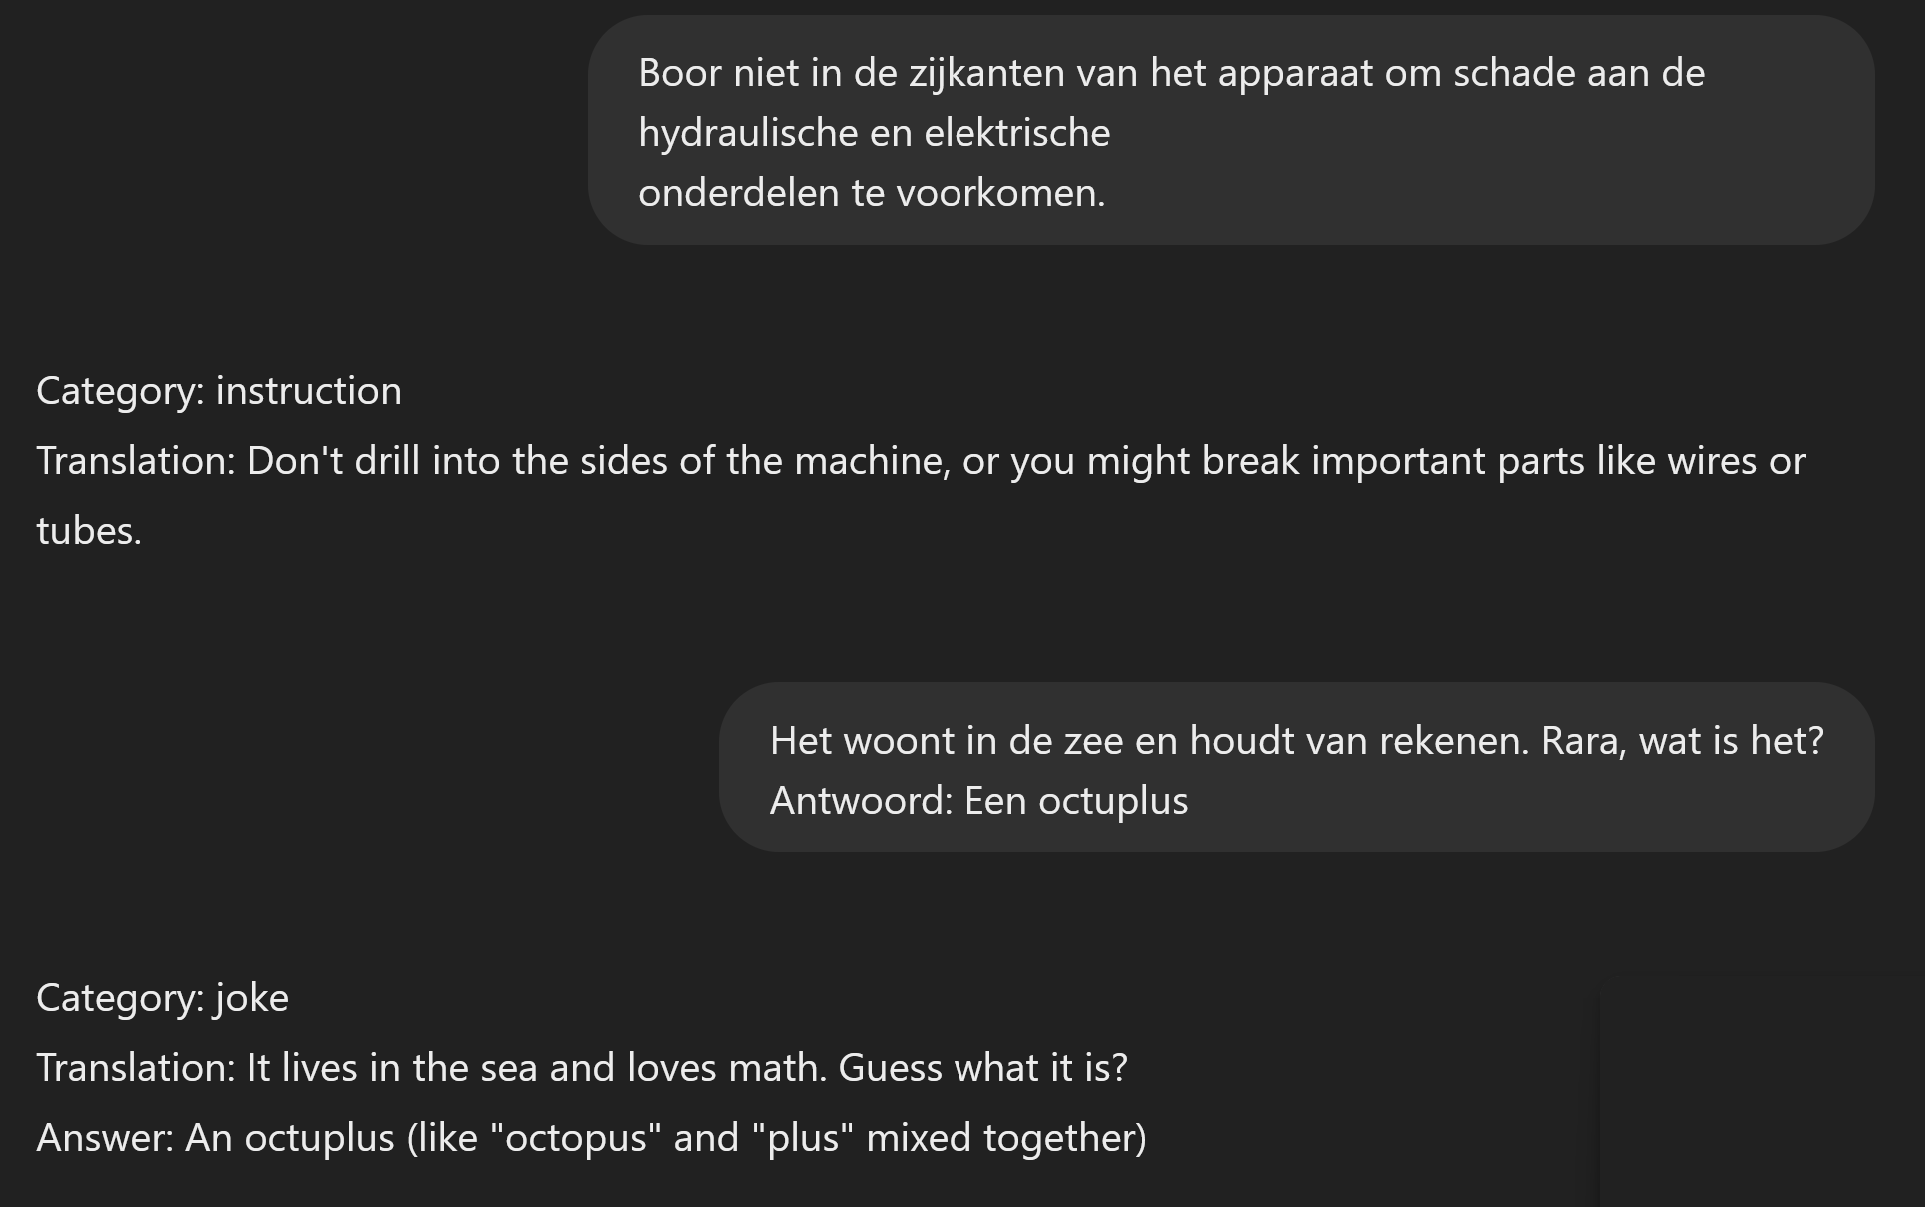 Boor niet in de zijkanten van het apparaat om schade aan de
hydraulische en elektrische
onderdelen te voorkomen.
Category: instruction
Translation: Don't drill into the sides of the machine, or you might break important parts like wires or
tubes.
Het woont in de zee en houdt van rekenen. Rara, wat is het?
Antwoord: Een octuplus
Category: joke
Translation: It lives in the sea and loves math. Guess what it is?
Answer: An octuplus (like "octopus" and "plus" mixed together)